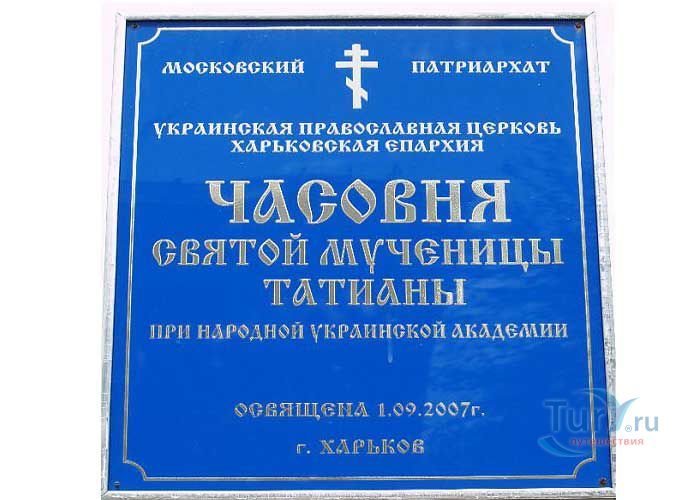 МОСКОВСКИЙ ПАТРИАРХАТ
УКРАИНСКАЯ ПРАВОСЛАВНАЯ ЦЕРКОВЬ
ХАРЬКОВСКАЯ ЕПАРХИЯ
ЧАСОВНЯ
СВЯТОЙ МУЧЕНИЦЫ
ТАТИАНЫ
ПРИ НАРОДНОЙ УКРАИНСКОЙ АКАДЕМИИ
ОСВЯЩЕНА 1.09.2007г.
г. ХАРЬКОВ
Tury.ru
путешествия